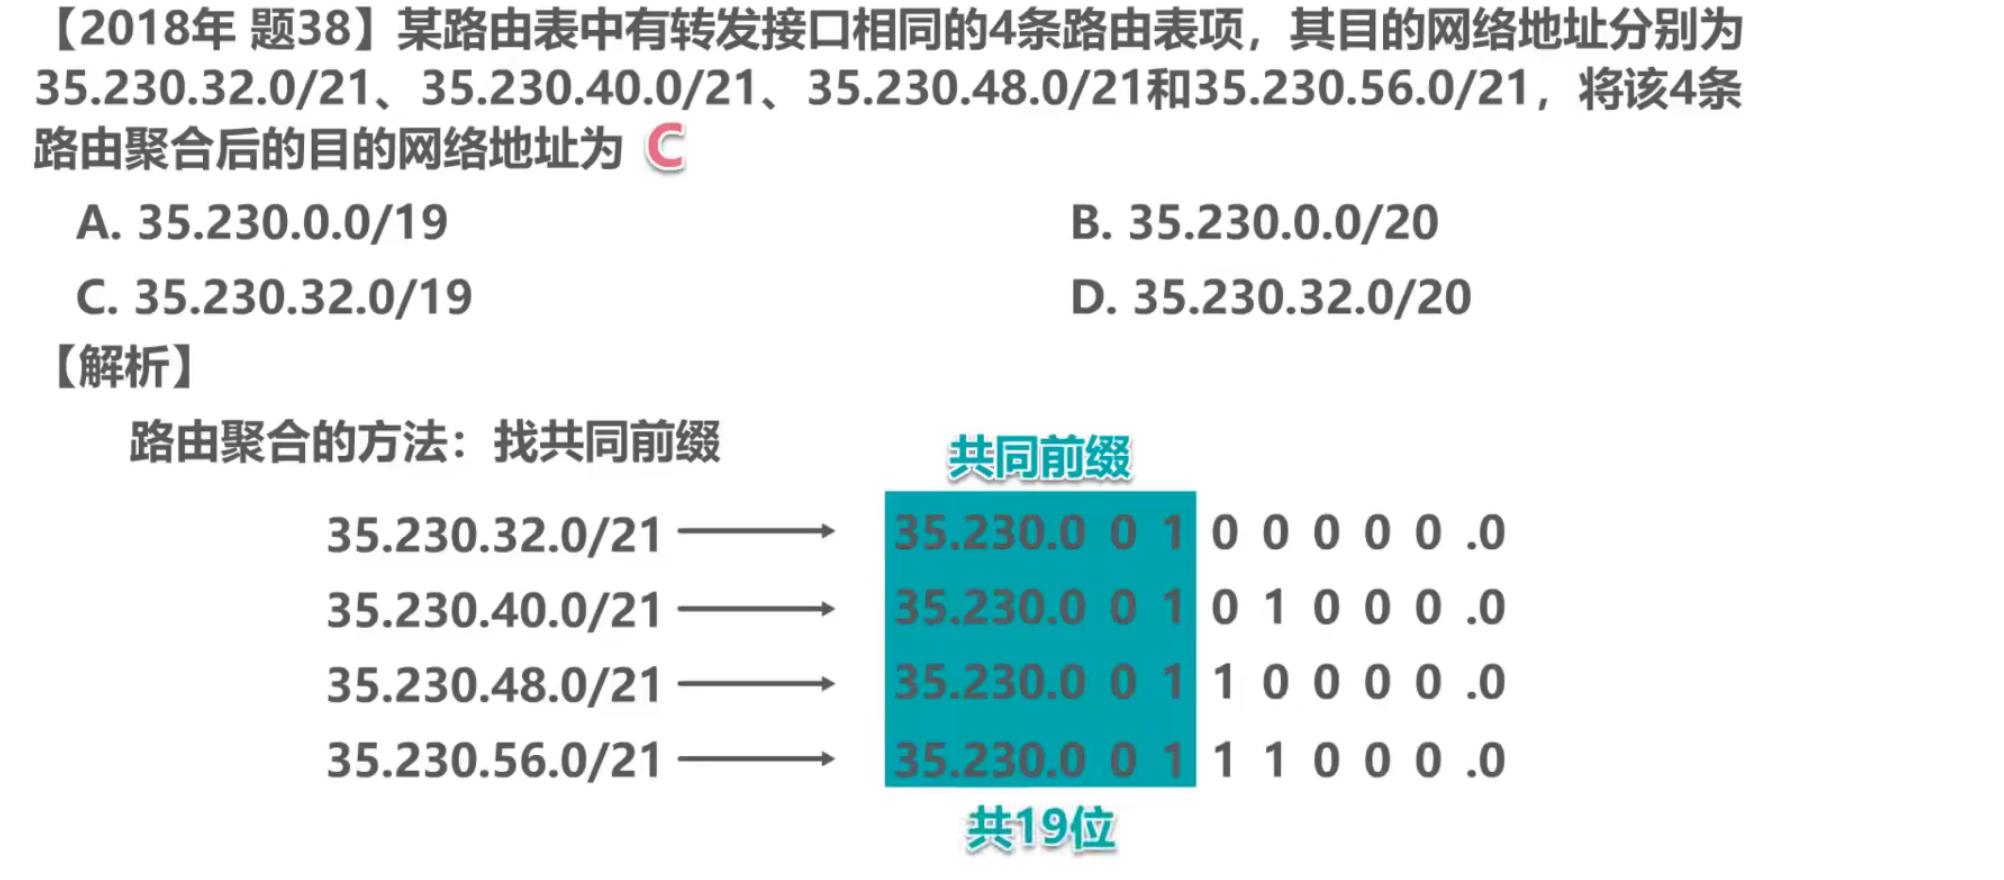 【2018年 题38】某路由表中有转发接口相同的4条路由表项，其目的网络地址分别为
35.230.32.0/21、35.230.40.0/21、35.230.48.0/21和35.230.56.0/21，将该4条
路由聚合后的目的网络地址为 C
A. 35.230.0.0/19 B. 35.230.0.0/20
C. 35.230.32.0/19 D. 35.230.32.0/20
【解析】
路由聚合的方法：找共同前缀 共同前缀
35.230.32.0/21 35.230.0 0 1 0 0 0 0 0 .0
35.230.40.0/21 35.230.0 0 1 0 1 0 0 0 .0
35.230.48.0/21 35.230.0 0 1 1 0 0 0 0 .0
35.230.56.0/21 35.230.0 0 1 1 1 0 0 0 .0
共19位